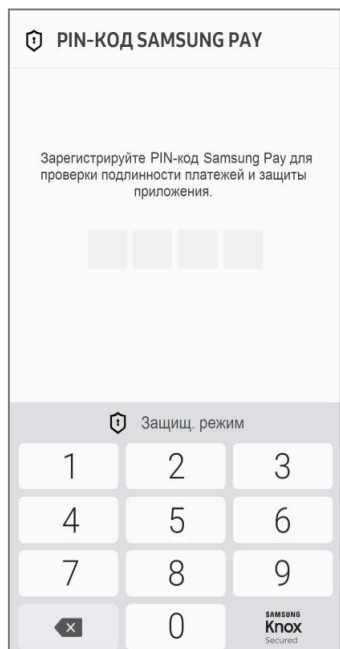 PIN-КОД SAMSUNG PAY
Зарегистрируйте PIN-код Samsung Pay для
проверки подлинности платежей и защиты
приложения.
Защищ. режим
1 2 3
4 5 6
7 8 9
0 SAMSUNG
Knox
Secured